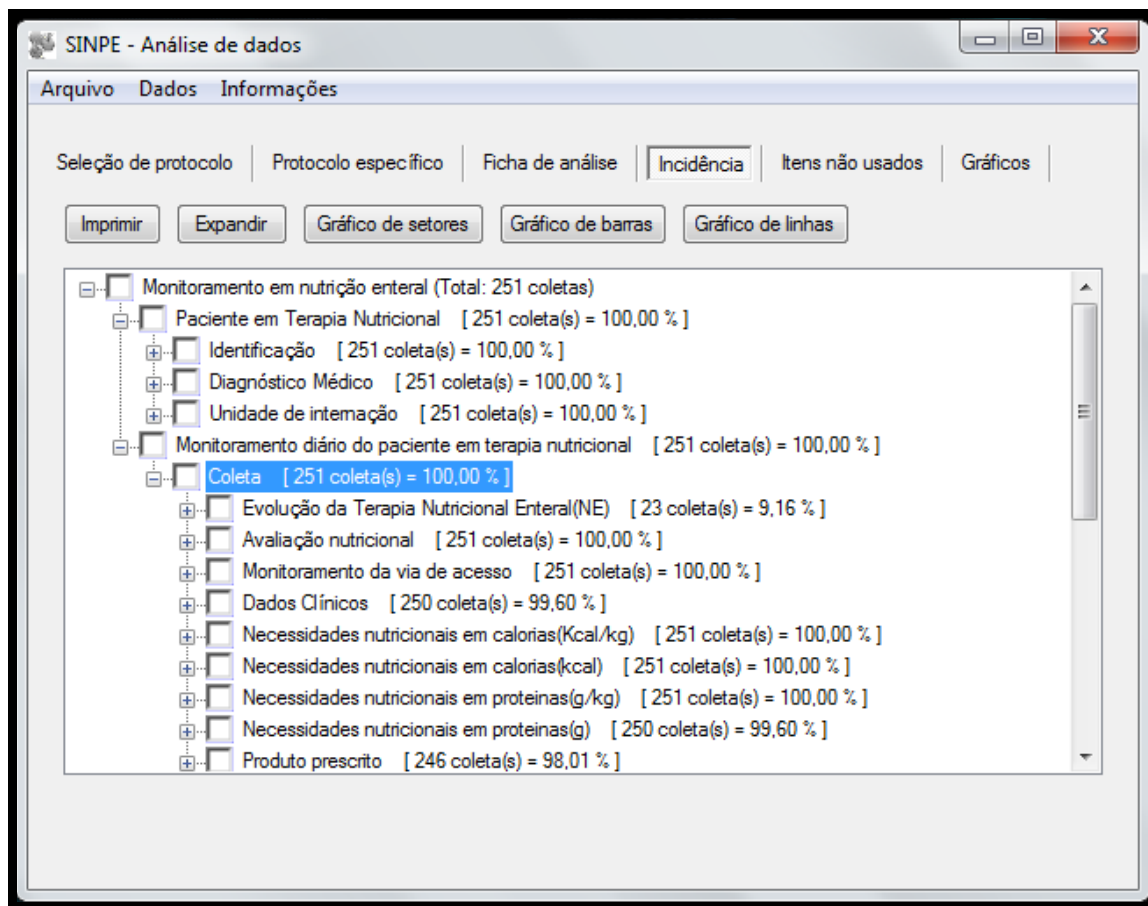 SINPE - Análise de dados
Arquivo Dados Informações
Seleção de protocolo Protocolo específico Ficha de análise Incidência Itens não usados Gráficos
Imprimir Expandir Gráfico de setores Gráfico de barras Gráfico de linhas
Monitoramento em nutrição enteral (Total: 251 coletas)
Paciente em Terapia Nutricional [ 251 coleta(s) = 100,00 % ]
Identificação [ 251 coleta(s) = 100,00 % ]
Diagnóstico Médico [ 251 coleta(s) = 100,00 % ]
Unidade de internação [ 251 coleta(s) = 100,00 % ]
Monitoramento diário do paciente em terapia nutricional [ 251 coleta(s) = 100,00 % ]
Coleta [ 251 coleta(s) = 100,00 % ]
Evolução da Terapia Nutricional Enteral(NE) [ 23 coleta(s) = 9,16 % ]
Avaliação nutricional [ 251 coleta(s) = 100,00 % ]
Monitoramento da via de acesso [ 251 coleta(s) = 100,00 % ]
Dados Clínicos [ 250 coleta(s) = 99,60 % ]
Necessidades nutricionais em calorias(Kcal/kg) [ 251 coleta(s) = 100,00 % ]
Necessidades nutricionais em calorias(kcal) [ 251 coleta(s) = 100,00 % ]
Necessidades nutricionais em proteinas(g/kg) [ 251 coleta(s) = 100,00 % ]
Necessidades nutricionais em proteinas(g) [ 250 coleta(s) = 99,60 % ]
Produto prescrito [ 246 coleta(s) = 98,01 % ]